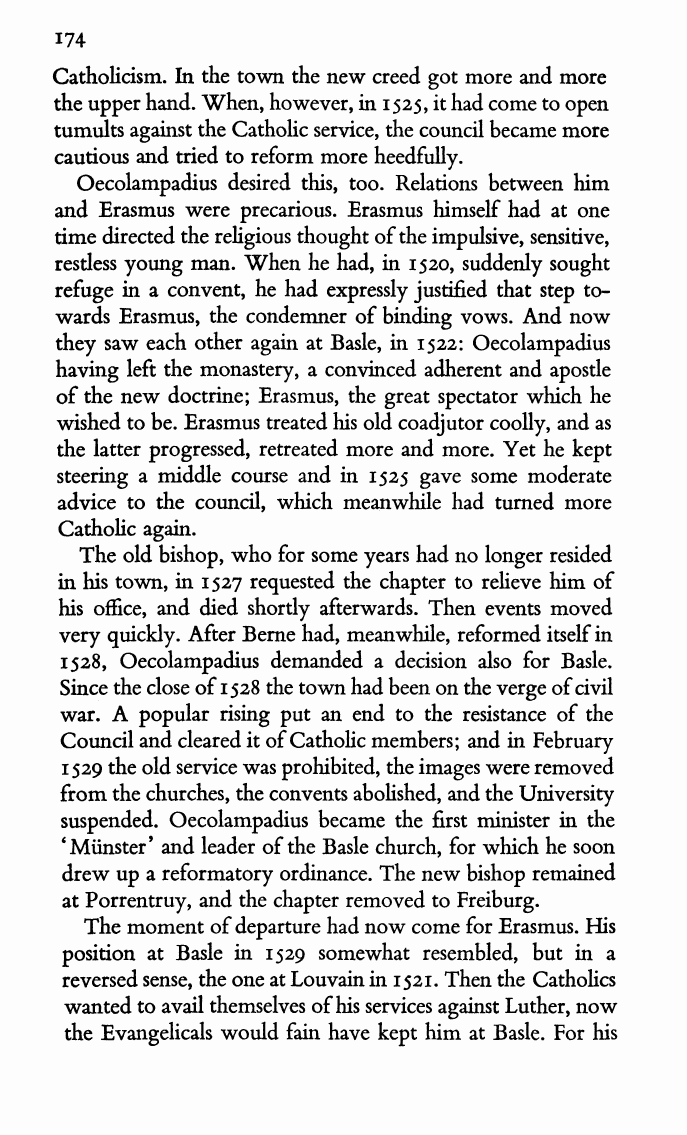 174
Catholicism. In the town the new creed got more and more
the upper hand. When, however, in 1525, it had come to open
tumults against the Catholic service, the council became more
cautious and tried to reform more heedfully.
Oecolampadius desired this, too. Relations between him
and Erasmus were precarious. Erasmus himself had at one
time directed the religious thought of the impulsive, sensitive,
restless young man. When he had, in 1520, suddenly sought
refuge in a convent, he had expressly justified that step to-
wards Erasmus, the condemner of binding vows. And now
they saw each other again at Basle, in 1522: Oecolampadius
having left the monastery, a convinced adherent and apostle
of the new doctrine; Erasmus, the great spectator which he
wished to be. Erasmus treated his old coadjutor coolly, and as
the latter progressed, retreated more and more. Yet he kept
steering a middle course and in 1525 gave some moderate
advice to the council, which meanwhile had turned more
Catholic again.
The old bishop, who for some years had no longer resided
in his town, in 1527 requested the chapter to relieve him of
his office, and died shortly afterwards. Then events moved
very quickly. After Berne had, meanwhile, reformed itself in
1528, Oecolampadius demanded a decision also for Basle.
Since the close of 1528 the town had been on the verge of civil
war. A popular rising put an end to the resistance of the
Council and cleared it of Catholic members; and in February
1529 the old service was prohibited, the images were removed
from the churches, the convents abolished, and the University
suspended. Oecolampadius became the first minister in the
‘Münster’ and leader of the Basle church, for which he soon
drew up a reformatory ordinance. The new bishop remained
at Porrentruy, and the chapter removed to Freiburg.
The moment of departure had now come for Erasmus. His
position at Basle in 1529 somewhat resembled, but in a
reversed sense, the one at Louvain in 1521. Then the Catholics
wanted to avail themselves of his services against Luther, now
the Evangelicals would fain have kept him at Basle. For his